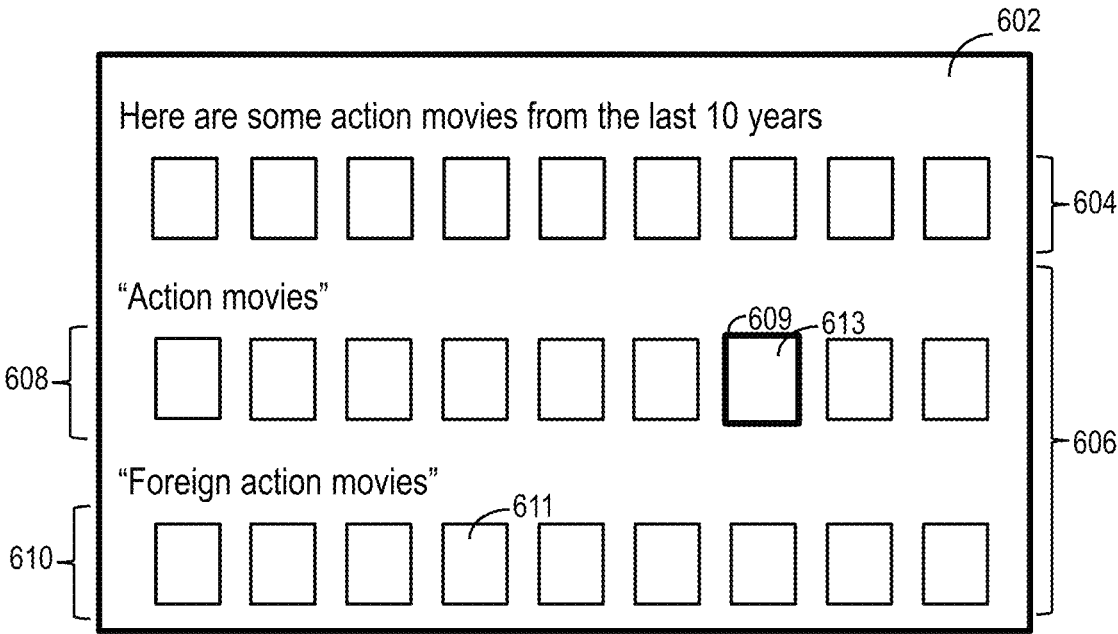 602
Here are some action movies from the last 10 years
604
“Action movies”
609
613
608
606
“Foreign action movies”
611
610